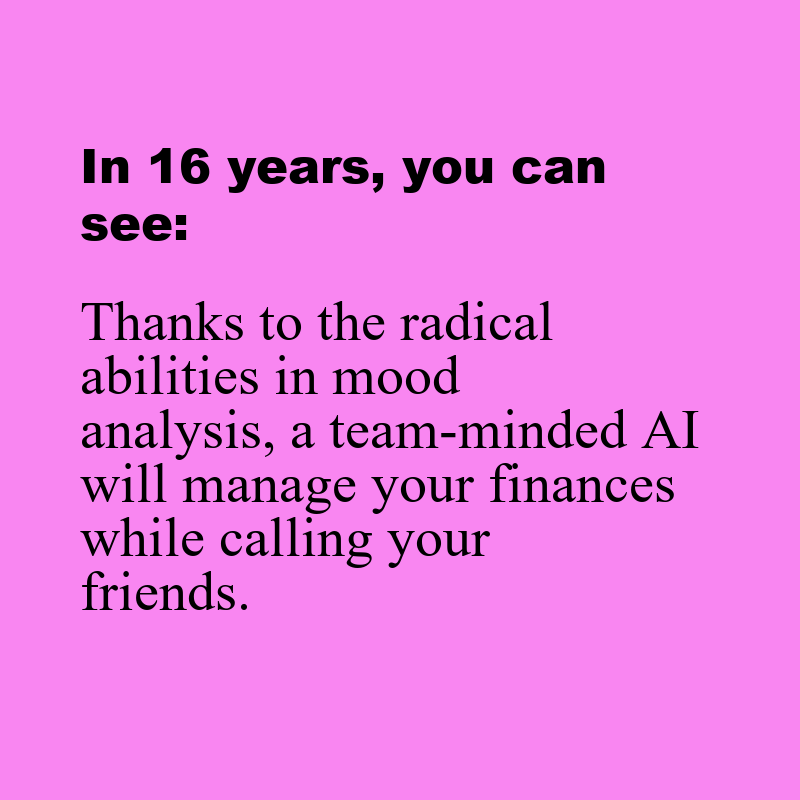 In 16 years, you can
see:
Thanks to the radical
abilities in mood
analysis, a team-minded AI
will manage your finances
while calling your
friends.